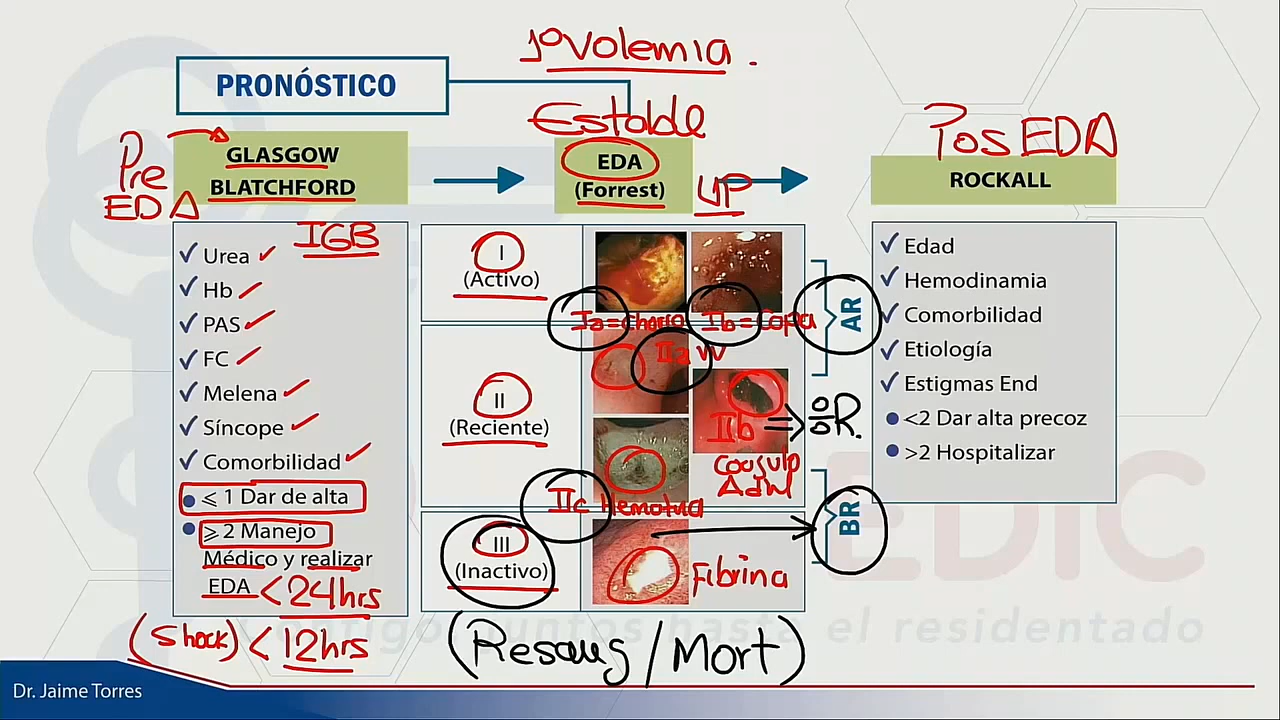 1º Volemia.
PRONÓSTICO
Estable
Pre EDA
GLASGOW
BLATCHFORD
IGB
Urea
Hb
PAS
FC
Melena
Síncope
Comorbilidad
≤ 1 Dar de alta
≥ 2 Manejo
Médico y realizar
EDA < 24hrs
(Shock) < 12hrs
EDA
(Forrest)
UP
I
(Activo)
Ia = Chorro
Ib = Capa
II
(Reciente)
IIa VV
IIb
Coágulo
Adh
IIc Hematina
III
(Inactivo)
Fibrina
AR
BR
(Resang/Mort)
Pos EDA
ROCKALL
Edad
Hemodinamia
Comorbilidad
Etiología
Estigmas End
<2 Dar alta precoz
>2 Hospitalizar
EDIC
Contigo juntos hasta el residentado
Dr. Jaime Torres